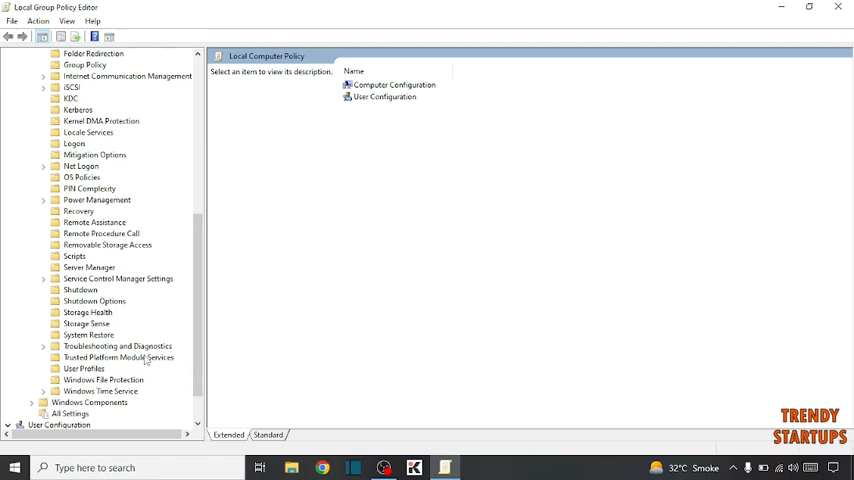 Local Group Policy Editor
File Action View Help
Folder Redirection
Group Policy
Internet Communication Management
iSCSI
KDC
Kerberos
Kernel DMA Protection
Locale Services
Logon
Mitigation Options
Net Logon
OS Policies
PIN Complexity
Power Management
Recovery
Remote Assistance
Remote Procedure Call
Removable Storage Access
Scripts
Server Manager
Service Control Manager Settings
Shutdown
Shutdown Options
Storage Health
Storage Sense
System Restore
Troubleshooting and Diagnostics
Trusted Platform Module Services
User Profiles
Windows File Protection
Windows Time Service
Windows Components
All Settings
User Configuration
Local Computer Policy
Select an item to view its description.
Name
Computer Configuration
User Configuration
Extended Standard
TRENDY
STARTUPS
Type here to search
32°C Smoke